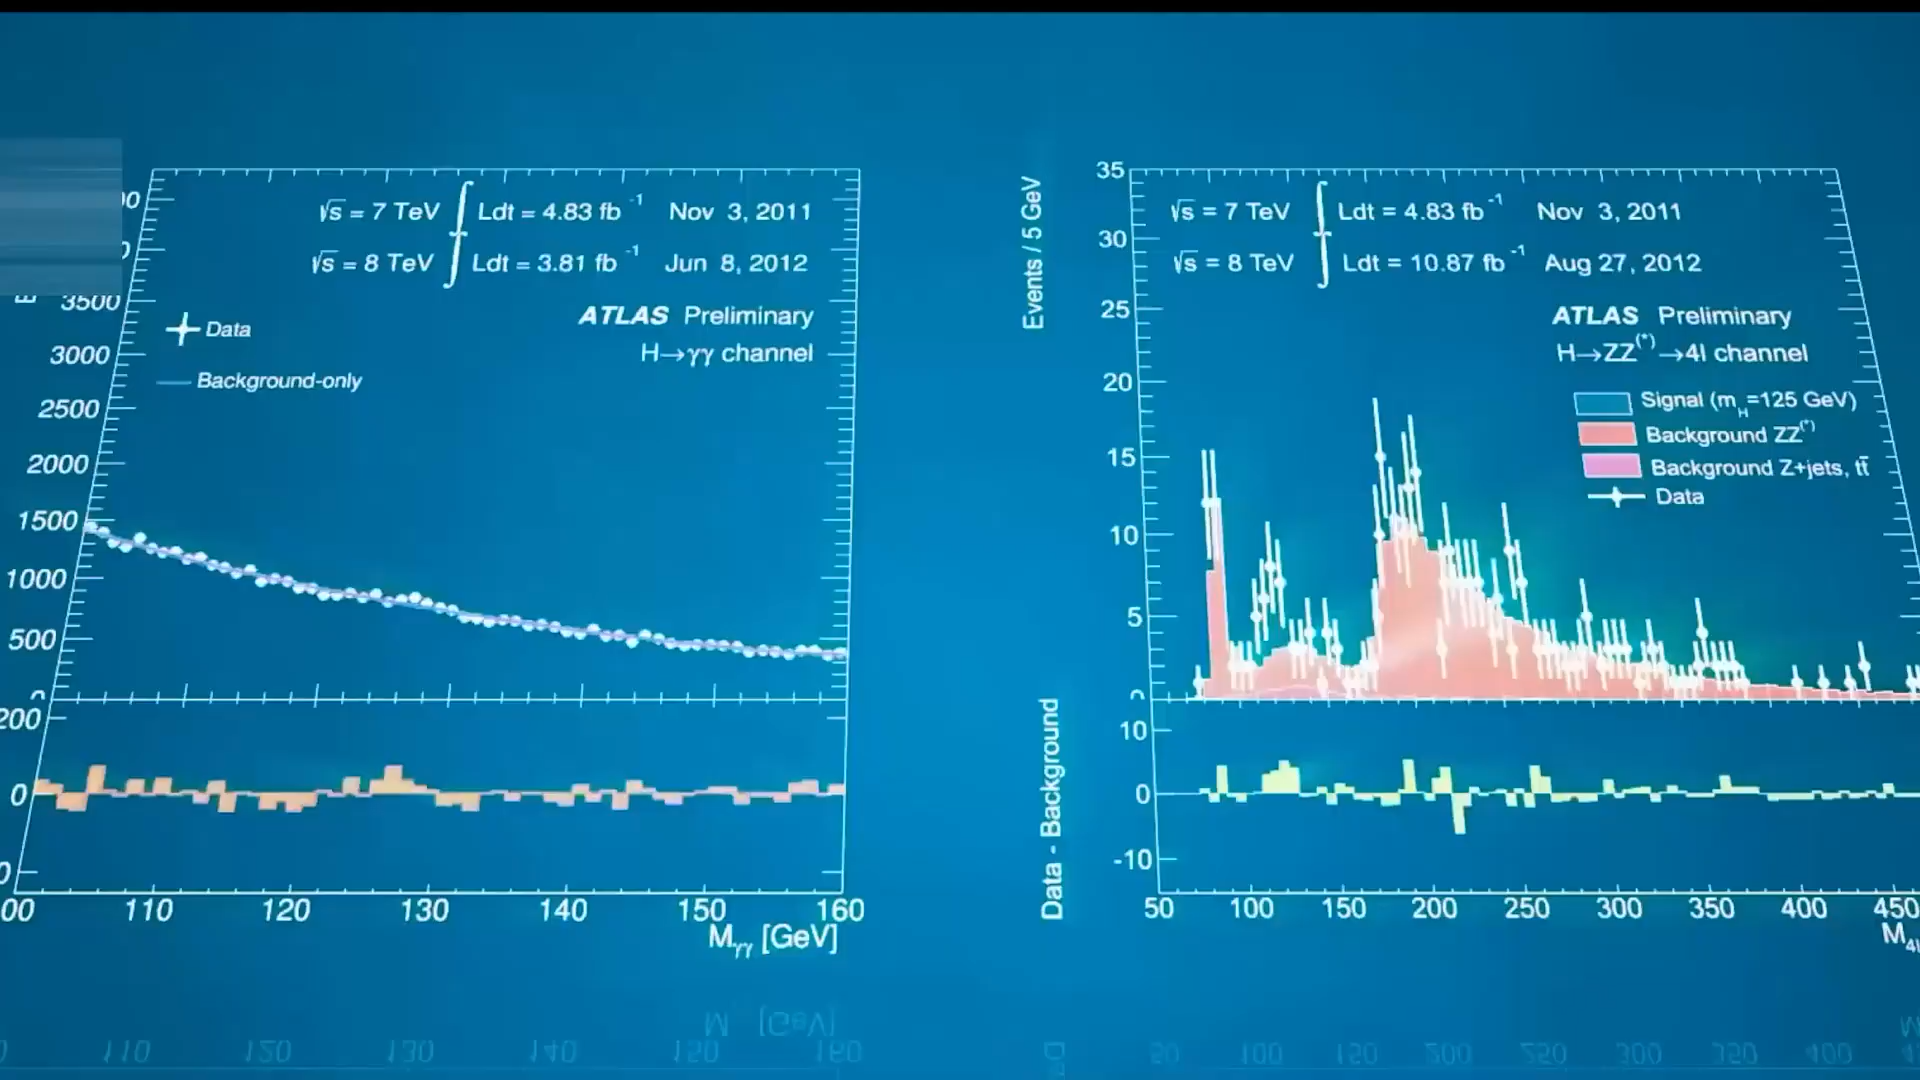 √s = 7 TeV ∫ Ldt = 4.83 fb⁻¹ Nov 3, 2011
√s = 8 TeV ∫ Ldt = 3.81 fb⁻¹ Jun 8, 2012
ATLAS Preliminary
H→γγ channel
Data
Background-only
3500
3000
2500
2000
1500
1000
500
200
0
110 120 130 140 150 160
Mγγ [GeV]
Events / 5 GeV
35
30
25
20
15
10
5
√s = 7 TeV ∫ Ldt = 4.83 fb⁻¹ Nov 3, 2011
√s = 8 TeV ∫ Ldt = 10.87 fb⁻¹ Aug 27, 2012
ATLAS Preliminary
H→ZZ(*)→4l channel
Signal (mH=125 GeV)
Background ZZ(*)
Background Z+jets, tt̄
Data
Data - Background
10
0
-10
50 100 150 200 250 300 350 400 450
M4l